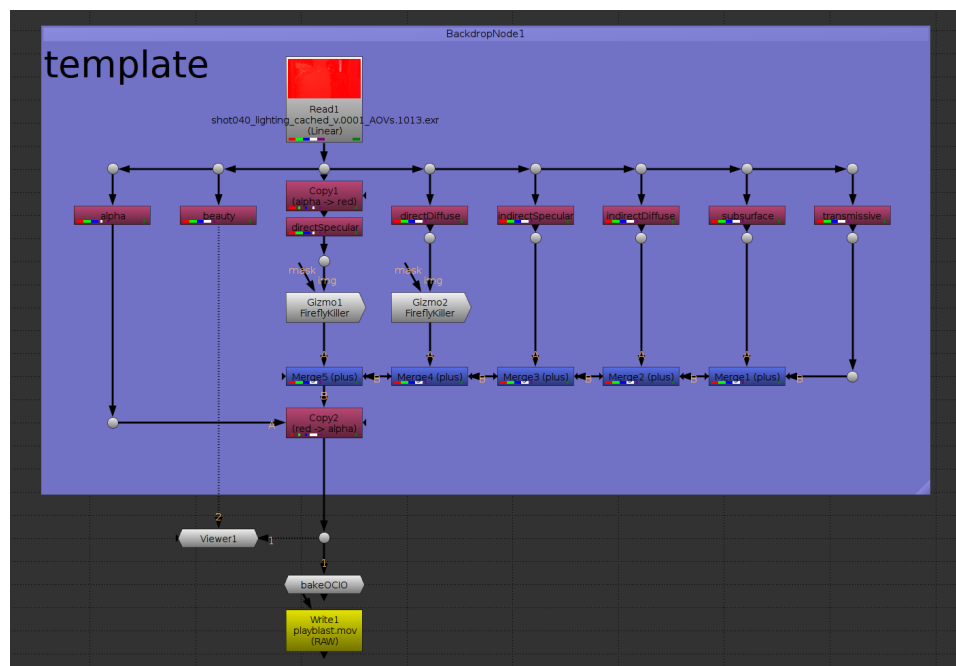 BackdropNode1
template
Read1
shot040_lighting_cached_v.0001_AOVs.1013.exr
(Linear)
Copy1
(alpha -> red)
alpha
beauty
directSpecular
directDiffuse
indirectSpecular
indirectDiffuse
subsurface
transmissive
mask
img
mask
img
Gizmo1
FireflyKiller
Gizmo2
FireflyKiller
A
A
A
A
A
Merge5 (plus)
B
Merge4 (plus)
B
Merge3 (plus)
B
Merge2 (plus)
B
Merge1 (plus)
B
B
A
Copy2
(red -> alpha)
2
Viewer1
1
1
bakeOCIO
Write1
playblast.mov
(RAW)